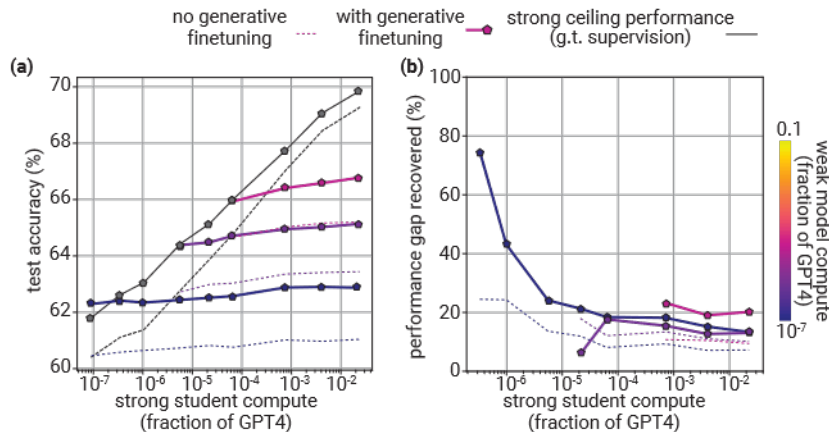 no generative finetuning
with generative finetuning
strong ceiling performance (g.t. supervision)
(a)
70
68
66
64
62
60
test accuracy (%)
10-7
10-6
10-5
10-4
10-3
10-2
strong student compute
(fraction of GPT4)
(b)
100
80
60
40
20
0
performance gap recovered (%)
10-6
10-5
10-4
10-3
10-2
strong student compute
(fraction of GPT4)
0.1
10-7
weak model compute
(fraction of GPT4)